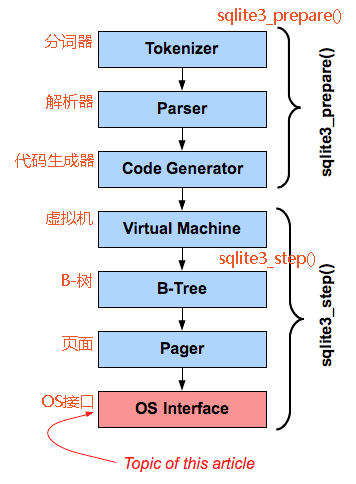 sqlite3_prepare()
分词器
Tokenizer
解析器
Parser
代码生成器
Code Generator
sqlite3_prepare()
虚拟机
Virtual Machine
sqlite3_step()
B-树
B-Tree
页面
Pager
sqlite3_step()
OS接口
OS Interface
Topic of this article